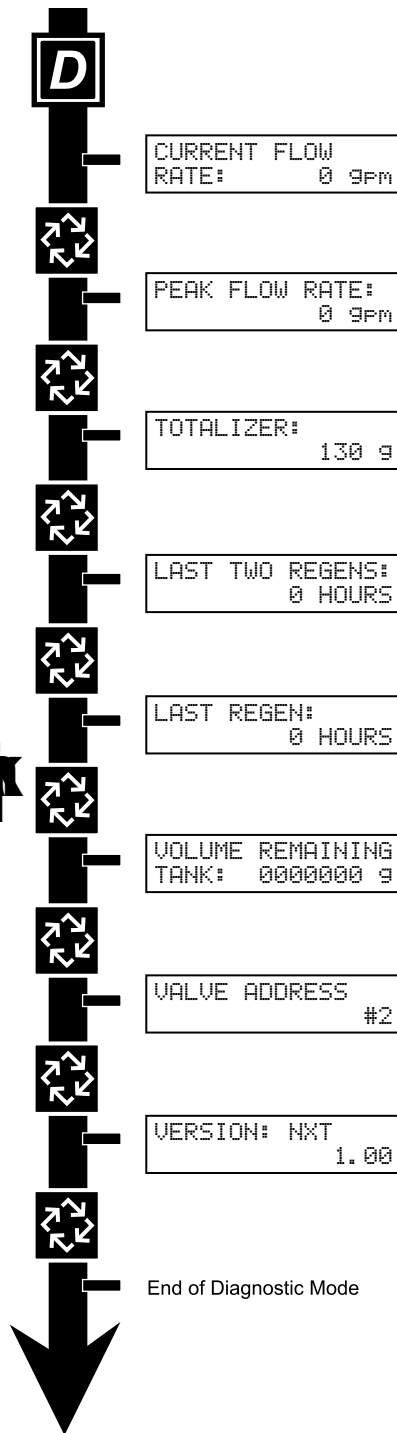 D
CURRENT FLOW
RATE: 0 gpm
PEAK FLOW RATE:
0 gpm
TOTALIZER:
130 g
LAST TWO REGENS:
0 HOURS
LAST REGEN:
0 HOURS
VOLUME REMAINING
TANK: 0000000 g
VALVE ADDRESS
#2
VERSION: NXT
1.00
End of Diagnostic Mode